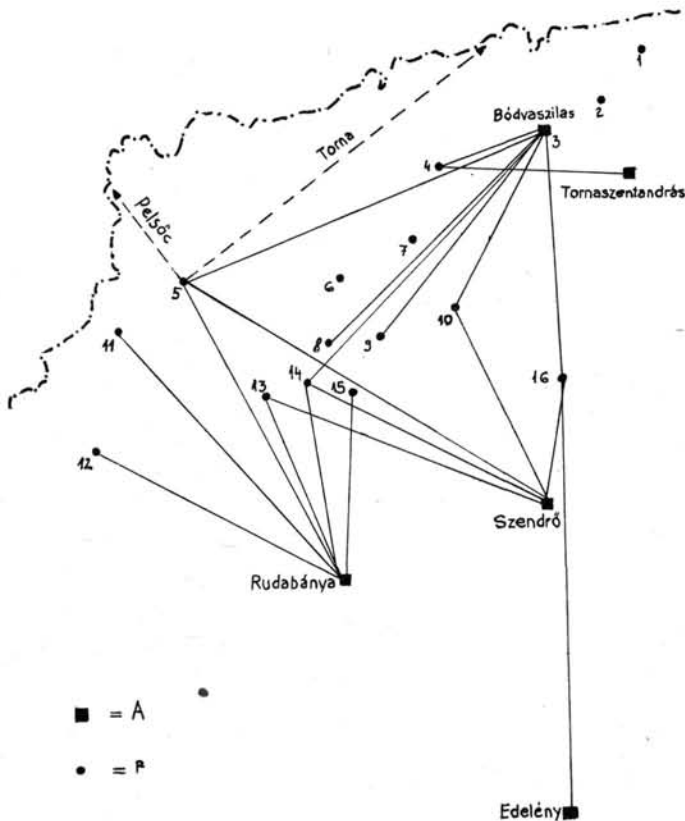 1
2
Bódvaszilas
3
Torna
4
Tornaszentandrás
Pelsőc
7
5
6
10
11
8
9
14
16
13
15
12
Szendrő
Rudabánya
■ = A
● = F
Edelény